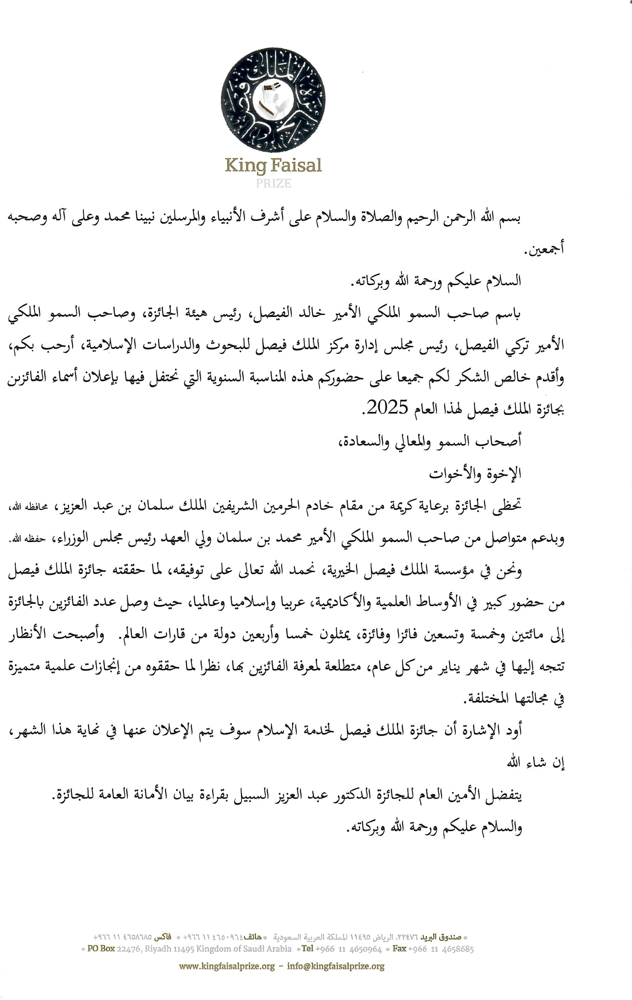 جائزة الملك فيصل
King Faisal
PRIZE
بسم الله الرحمن الرحيم والصلاة والسلام على أشرف الأنبياء والمرسلين نبينا محمد وعلى آله وصحبه
أجمعين.
السلام عليكم ورحمة الله وبركاته.
باسم صاحب السمو الملكي الأمير خالد الفيصل، رئيس هيئة الجائزة، وصاحب السمو الملكي
الأمير تركي الفيصل، رئيس مجلس إدارة مركز الملك فيصل للبحوث والدراسات الإسلامية، أرحب بكم،
وأقدم خالص الشكر لكم جميعا على حضوركم هذه المناسبة السنوية التي نحتفل فيها بإعلان أسماء الفائزين
بجائزة الملك فيصل لهذا العام 2025.
أصحاب السمو والمعالي والسعادة،
الإخوة والأخوات
تحظى الجائزة برعاية كريمة من مقام خادم الحرمين الشريفين الملك سلمان بن عبد العزيز، محافظه الله،
وبدعم متواصل من صاحب السمو الملكي الأمير محمد بن سلمان ولي العهد رئيس مجلس الوزراء، حفظه الله.
ونحن في مؤسسة الملك فيصل الخيرية، نحمد الله تعالى على توفيقه، لما حققته جائزة الملك فيصل
من حضور كبير في الأوساط العلمية والأكاديمية، عربيا وإسلاميا وعالميا، حيث وصل عدد الفائزين بالجائزة
إلى مائتين وخمسة وتسعين فائزا وفائزة، يمثلون خمسا وأربعين دولة من قارات العالم. وأصبحت الأنظار
تتجه إليها في شهر يناير من كل عام، متطلعة لمعرفة الفائزين بها، نظرا لما حققوه من إنجازات علمية متميزة
في مجالتها المختلفة.
أود الإشارة أن جائزة الملك فيصل لخدمة الإسلام سوف يتم الإعلان عنها في نهاية هذا الشهر،
إن شاء الله
يتفضل الأمين العام للجائزة الدكتور عبد العزيز السبيل بقراءة بيان الأمانة العامة للجائزة.
والسلام عليكم ورحمة الله وبركاته.
• صندوق البريد ٢٢٤٧٦، الرياض ١١٤٩٥ المملكة العربية السعودية • هاتف ٤٦٥٠٩٦٤ ١١ ٩٦٦+ • فاكس ٤٦٥٨٦٨٥ ١١ ٩٦٦+
• PO Box 22476, Riyadh 11495 Kingdom of Saudi Arabia • Tel +966 11 4650964 • Fax +966 11 4658685
www.kingfaisalprize.org – info@kingfaisalprize.org